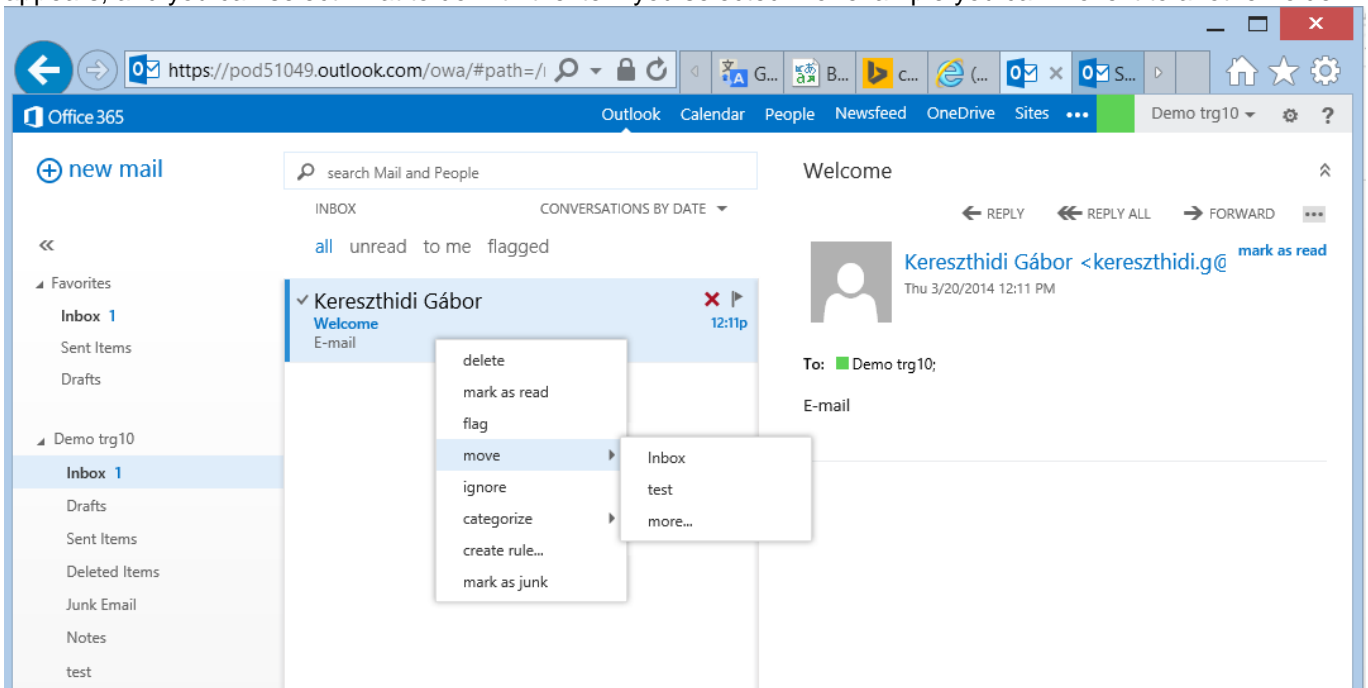 https://pod51049.outlook.com/owa/#path=/
G...
B...
c...
(...
S...
Office 365
Outlook Calendar People Newsfeed OneDrive Sites ••• Demo trg10 ?
new mail
search Mail and People
INBOX CONVERSATIONS BY DATE
all unread to me flagged
«
Favorites
Inbox 1
Sent Items
Drafts
Demo trg10
Inbox 1
Drafts
Sent Items
Deleted Items
Junk Email
Notes
test
Kereszthidi Gábor
Welcome 12:11p
E-mail
delete
mark as read
flag
move
ignore
categorize
create rule...
mark as junk
Inbox
test
more...
Welcome
REPLY REPLY ALL FORWARD •••
Kereszthidi Gábor <kereszthidi.g@ mark as read
Thu 3/20/2014 12:11 PM
To: Demo trg10;
E-mail